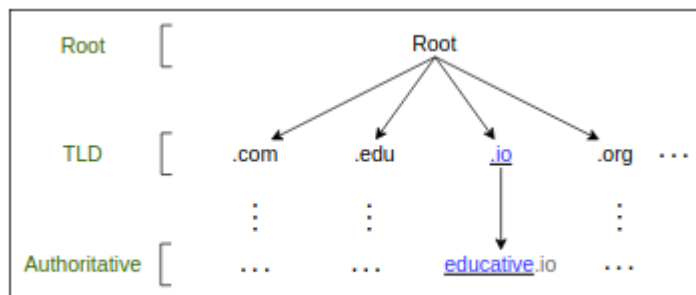 Root Root
TLD .com .edu .io .org ...
Authoritative ... ... educative.io ...